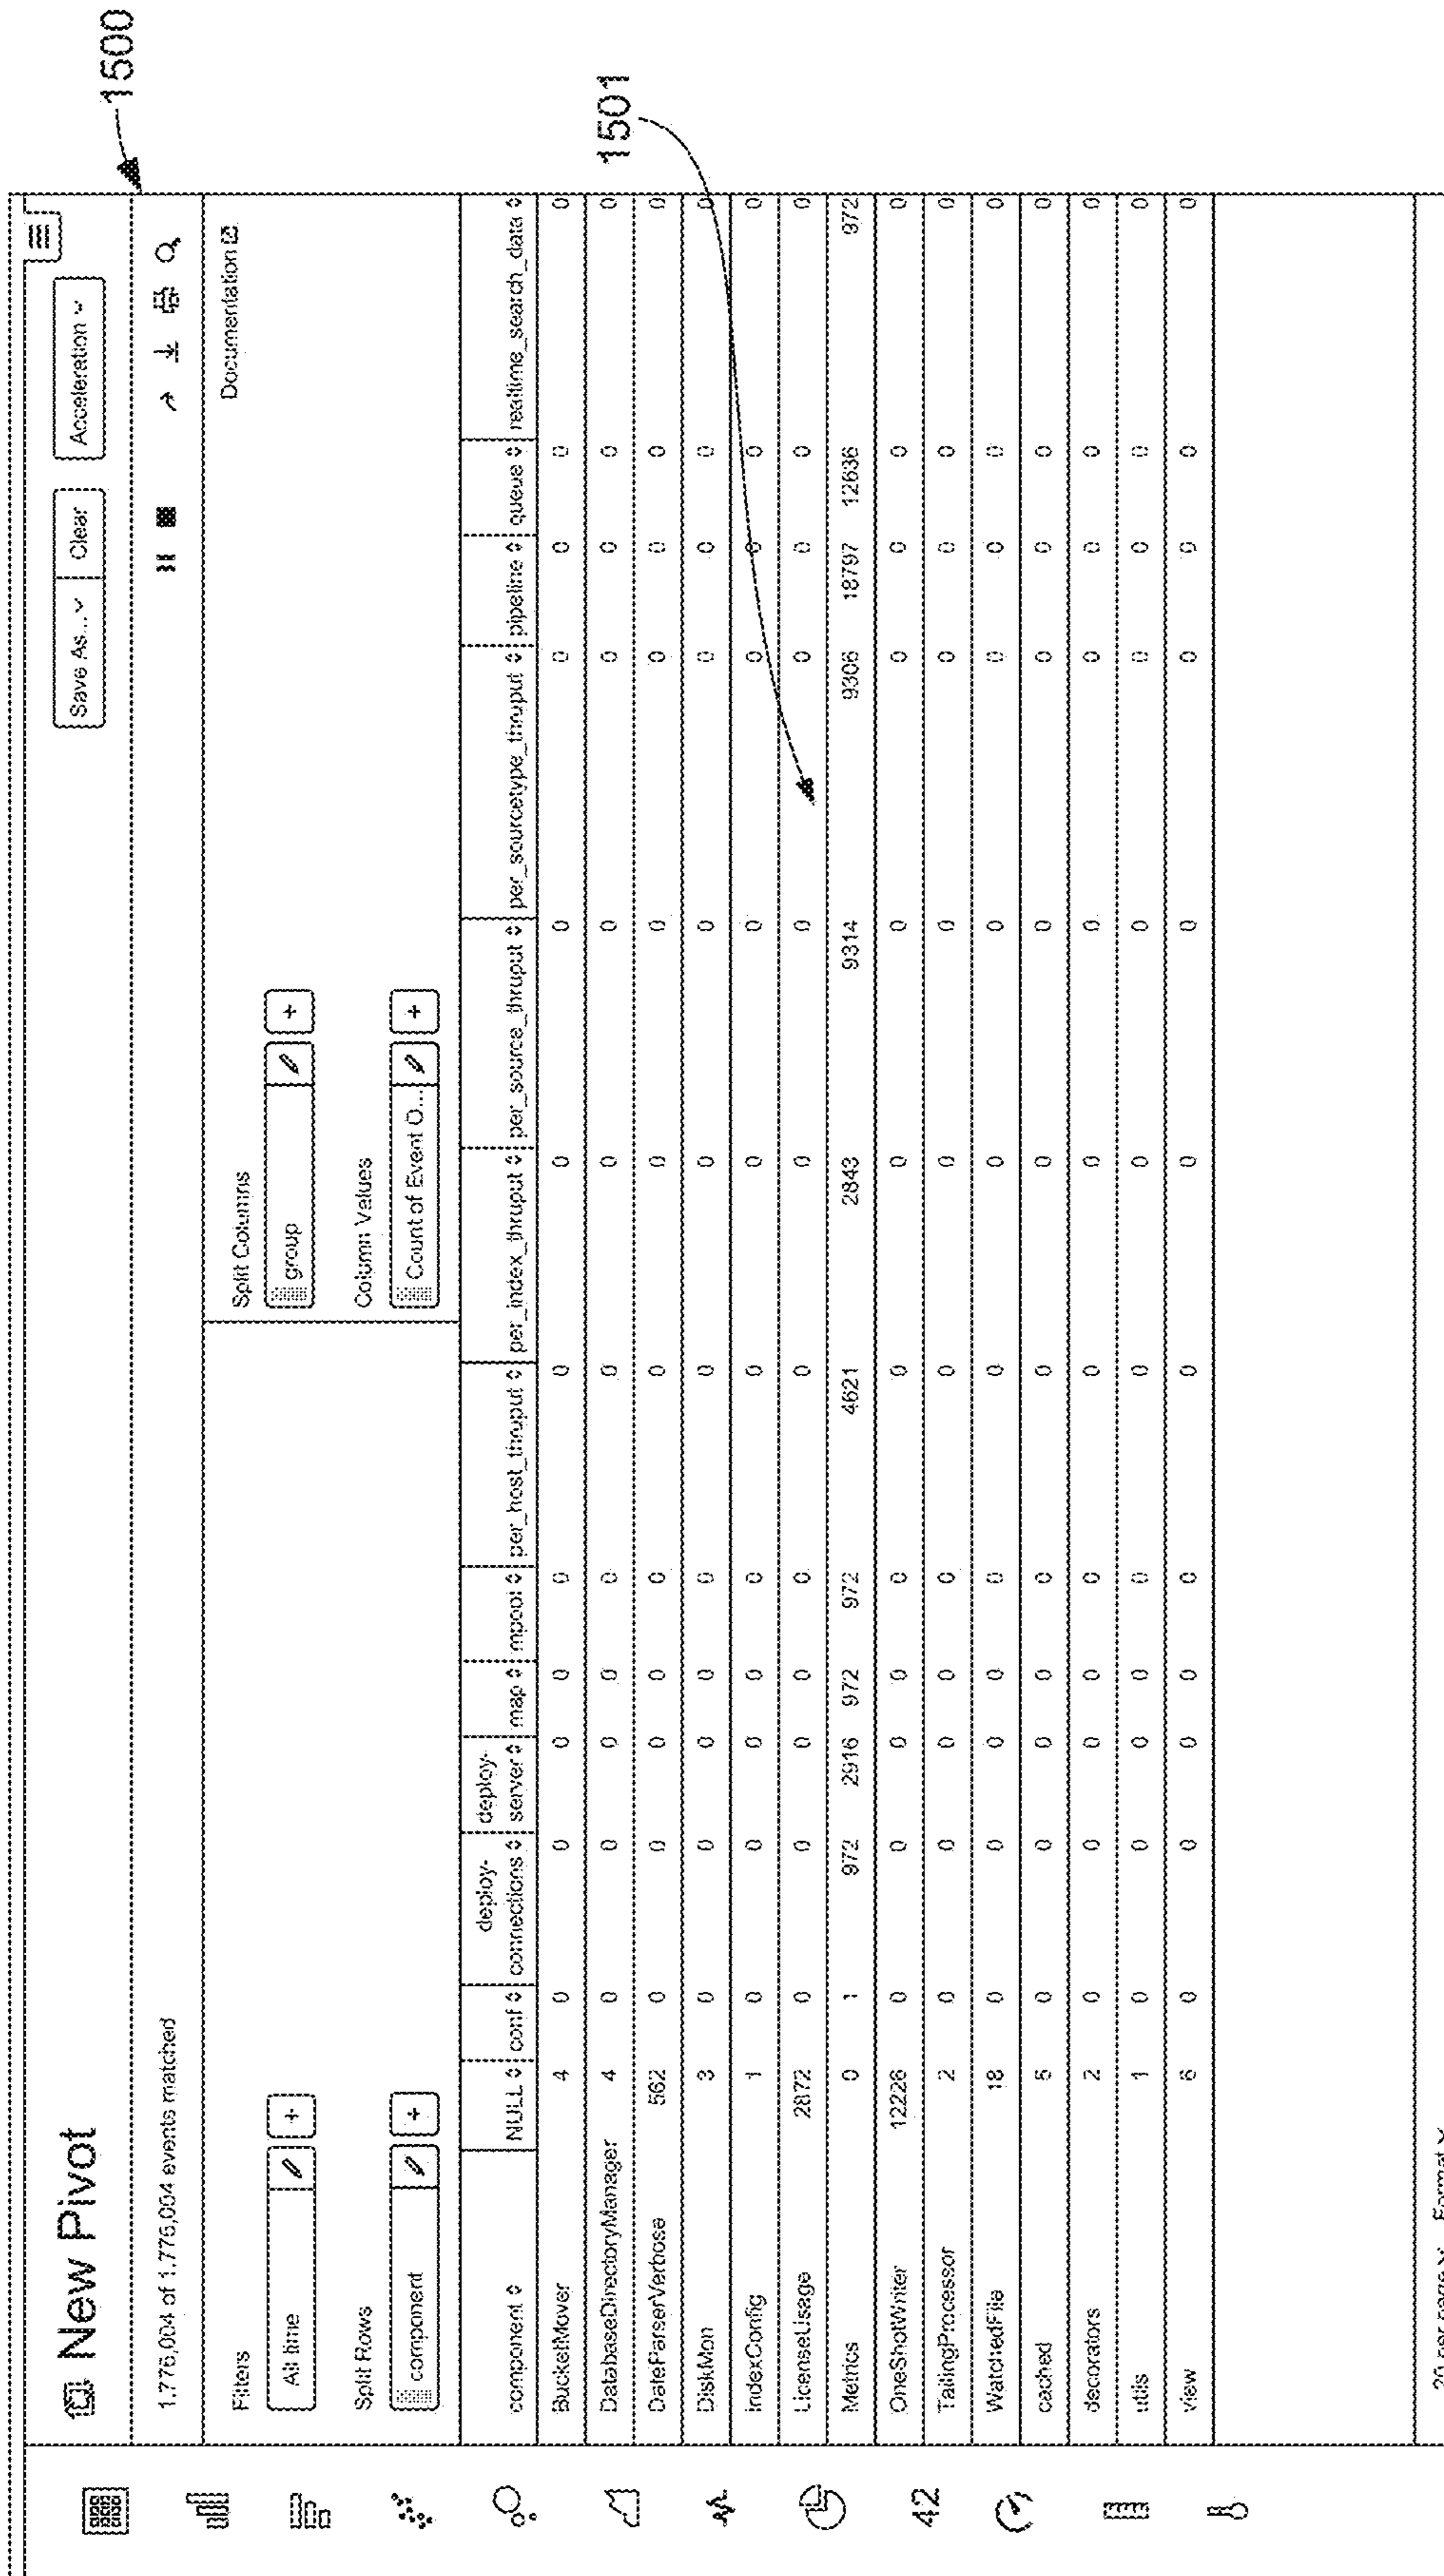 1500
New Pivot
Save As... Clear Acceleration
1,776,004 of 1,776,004 events matched
Filters
Split Columns
Documentation
All time + group +
Split Rows
Column Values
component + Count of Event O... +
component NULL conf deploy-connections deploy-server map mpool per_host_thruput per_index_thruput per_source_thruput per_sourcetype_thruput pipeline queue realtime_search_data
BucketMover 4 0 0 0 0 0 0 0 0 0 0 0 0
DatabaseDirectoryManager 4 0 0 0 0 0 0 0 0 0 0 0 0
DateParserVerbose 562 0 0 0 0 0 0 0 0 0 0 0 0
DiskMon 3 0 0 0 0 0 0 0 0 0 0 0 0
IndexConfig 1 0 0 0 0 0 0 0 0 0 0 0 0
LicenseUsage 2872 0 0 0 0 0 0 0 0 0 0 0 0
Metrics 0 1 972 2916 972 972 4621 2843 9314 9306 18797 12636 972
OneShotWriter 12226 0 0 0 0 0 0 0 0 0 0 0 0
TailingProcessor 2 0 0 0 0 0 0 0 0 0 0 0 0
WatchedFile 18 0 0 0 0 0 0 0 0 0 0 0 0
cached 5 0 0 0 0 0 0 0 0 0 0 0 0
decorators 2 0 0 0 0 0 0 0 0 0 0 0 0
utils 1 0 0 0 0 0 0 0 0 0 0 0 0
view 6 0 0 0 0 0 0 0 0 0 0 0 0
1501
42
20 per page Format